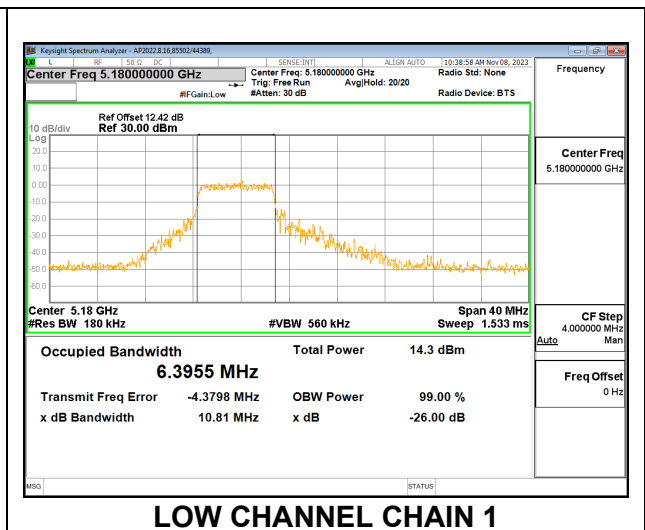 Keysight Spectrum Analyzer - AP2022.8.16,85502/44389,
L RF 50 Ω DC SENSE:INT ALIGN AUTO 10:38:58 AM Nov 08, 2023
Center Freq 5.180000000 GHz
Center Freq: 5.180000000 GHz
Radio Std: None
Trig: Free Run Avg|Hold: 20/20
#IFGain:Low
#Atten: 30 dB
Radio Device: BTS
Frequency
Ref Offset 12.42 dB
10 dB/div Ref 30.00 dBm
Log
20.0
10.0
0.00
-10.0
-20.0
-30.0
-40.0
-50.0
-60.0
Center 5.18 GHz
Span 40 MHz
#Res BW 180 kHz
#VBW 560 kHz
Sweep 1.533 ms
Center Freq
5.180000000 GHz
CF Step
4.000000 MHz
Auto Man
Freq Offset
0 Hz
Occupied Bandwidth
Total Power 14.3 dBm
6.3955 MHz
Transmit Freq Error -4.3798 MHz OBW Power 99.00 %
x dB Bandwidth 10.81 MHz x dB -26.00 dB
MSG STATUS
LOW CHANNEL CHAIN 1